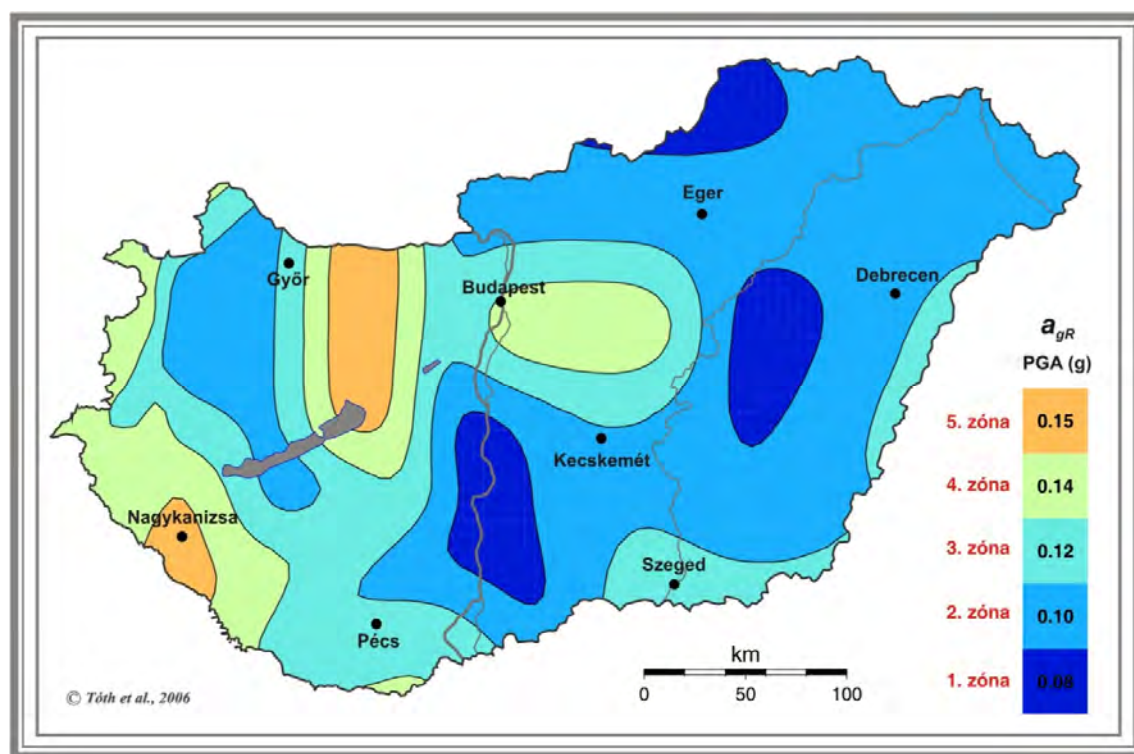 Eger
Győr
Budapest
Debrecen
a gR
PGA (g)
5. zóna 0.15
Kecskemét
4. zóna 0.14
Nagykanizsa
3. zóna 0.12
Szeged
2. zóna 0.10
Pécs
km
1. zóna 0.08
0 50 100
© Tóth et al., 2006